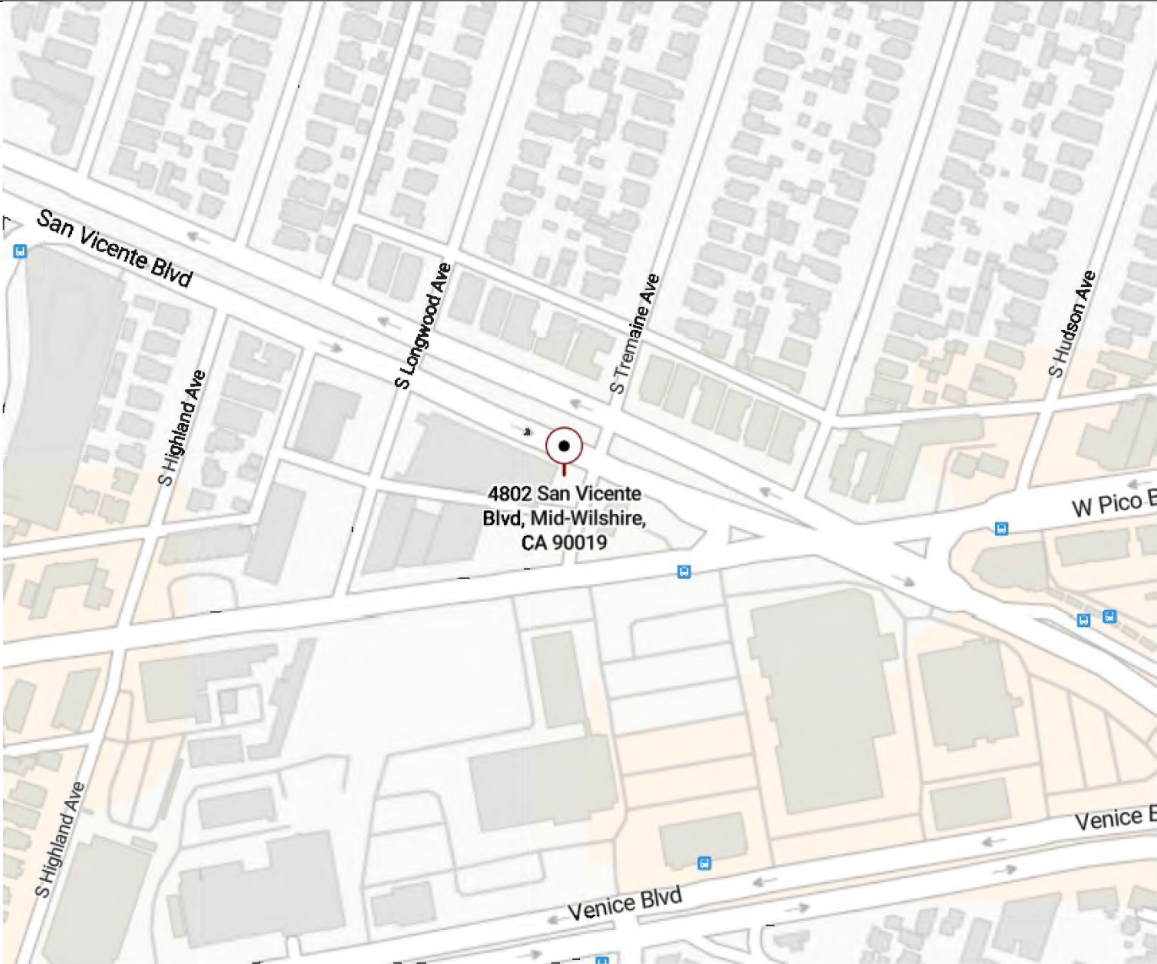 San Vicente Blvd
S Longwood Ave
S Tremaine Ave
S Hudson Ave
S Highland Ave
4802 San Vicente
Blvd, Mid-Wilshire,
CA 90019
W Pico B
S Highland Ave
Venice B
Venice Blvd